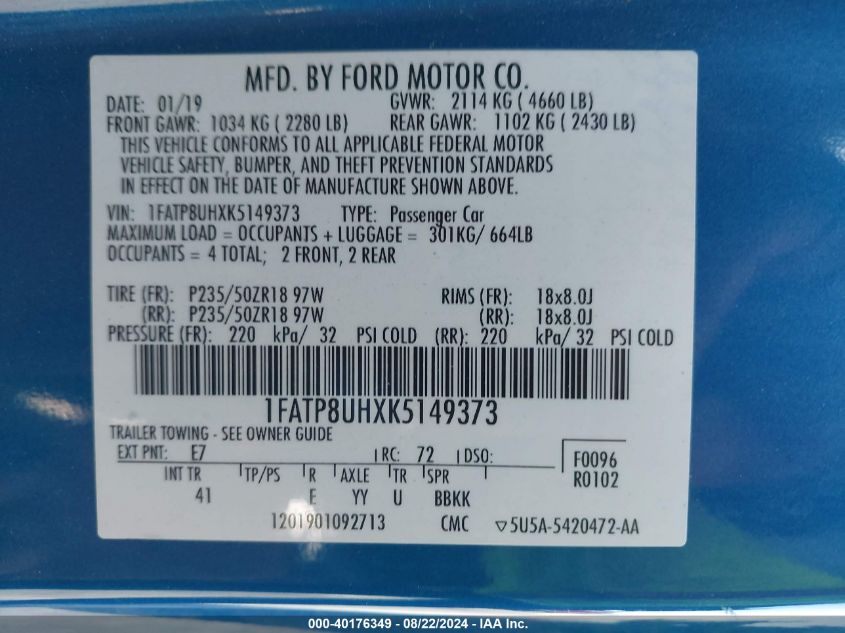 MFD. BY FORD MOTOR CO.
DATE: 01/19 GVWR: 2114 KG ( 4660 LB)
FRONT GAWR: 1034 KG ( 2280 LB) REAR GAWR: 1102 KG ( 2430 LB)
THIS VEHICLE CONFORMS TO ALL APPLICABLE FEDERAL MOTOR
VEHICLE SAFETY, BUMPER, AND THEFT PREVENTION STANDARDS
IN EFFECT ON THE DATE OF MANUFACTURE SHOWN ABOVE.
VIN: 1FATP8UHXK5149373 TYPE: Passenger Car
MAXIMUM LOAD = OCCUPANTS + LUGGAGE = 301KG/ 664LB
OCCUPANTS = 4 TOTAL; 2 FRONT, 2 REAR
TIRE (FR): P235/50ZR18 97W RIMS (FR): 18x8.0J
(RR): P235/50ZR18 97W (RR): 18x8.0J
PRESSURE (FR): 220 kPa/ 32 PSI COLD (RR): 220 kPa/ 32 PSI COLD
1FATP8UHXK5149373
TRAILER TOWING - SEE OWNER GUIDE
EXT PNT: E7 RC: 72 DSO: F0096
INT TR TP/PS R AXLE TR SPR R0102
41 E YY U BBKK
1201901092713 CMC ▽5U5A-5420472-AA
000-40176349 - 08/22/2024 - IAA Inc.